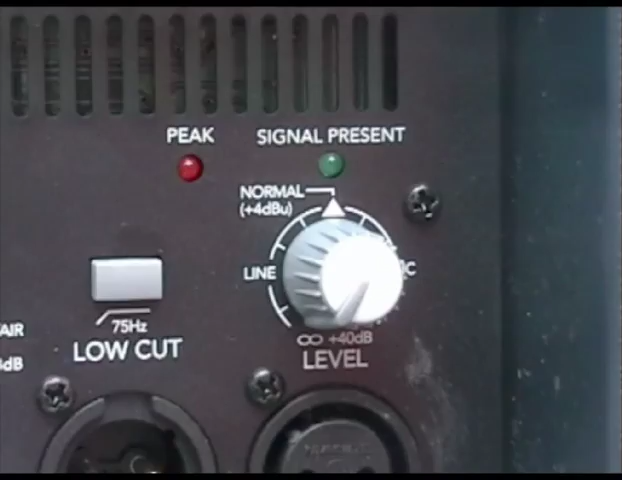 PEAK
SIGNAL PRESENT
NORMAL
(+4dBu)
LINE
75Hz
LOW CUT
∞ +40dB
LEVEL